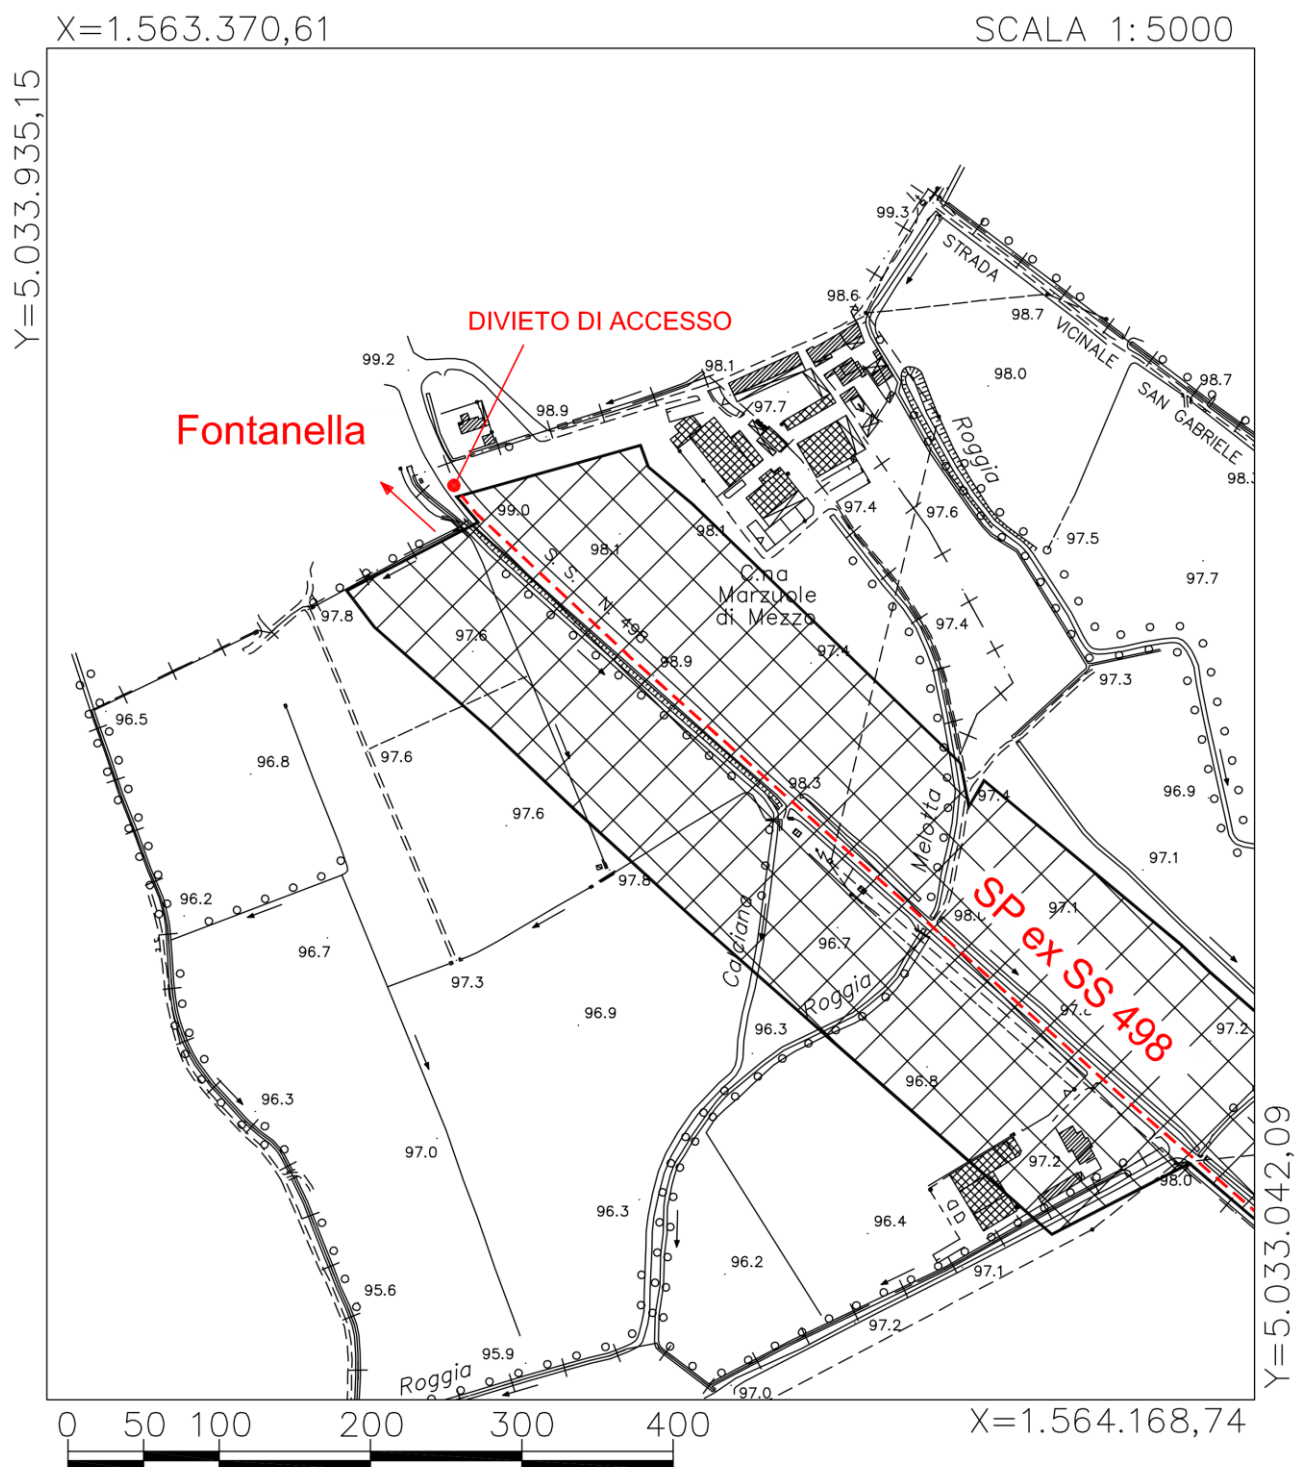 X=1.563.370,61
SCALA 1:5000
Y=5.033.935,15
99.3
STRADA
98.6
98.7
VICINALE
DIVIETO DI ACCESSO
99.2
98.1
98.0
98.7
SAN GABRIELE
98.9
97.7
Roggia
Fontanella
98.3
99.0
97.4
97.6
98.1
98.1
97.5
S. S. N. 498
C.na
Marzuole
di Mezzo
97.7
97.8
97.6
97.4
97.4
98.9
97.3
96.5
96.8
97.6
98.3
97.4
96.9
97.6
Melotta
97.1
97.8
96.2
SP ex SS 498
97.1
96.7
Calciana
96.7
97.3
Roggia
96.9
96.3
97.2
96.8
96.3
97.0
97.2
98.0
96.3
96.4
96.2
97.1
95.6
97.2
95.9
Roggia
97.0
Y=5.033.042,09
0 50 100 200 300 400
X=1.564.168,74